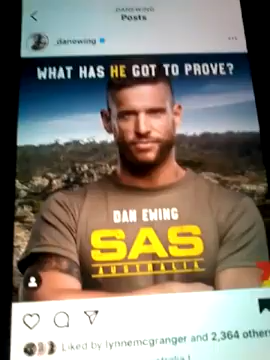 DANEWING
Posts
_danewing
WHAT HAS HE GOT TO PROVE?
DAN EWING
SAS
AUSTRALIA
Liked by lynnemcgranger and 2,364 others